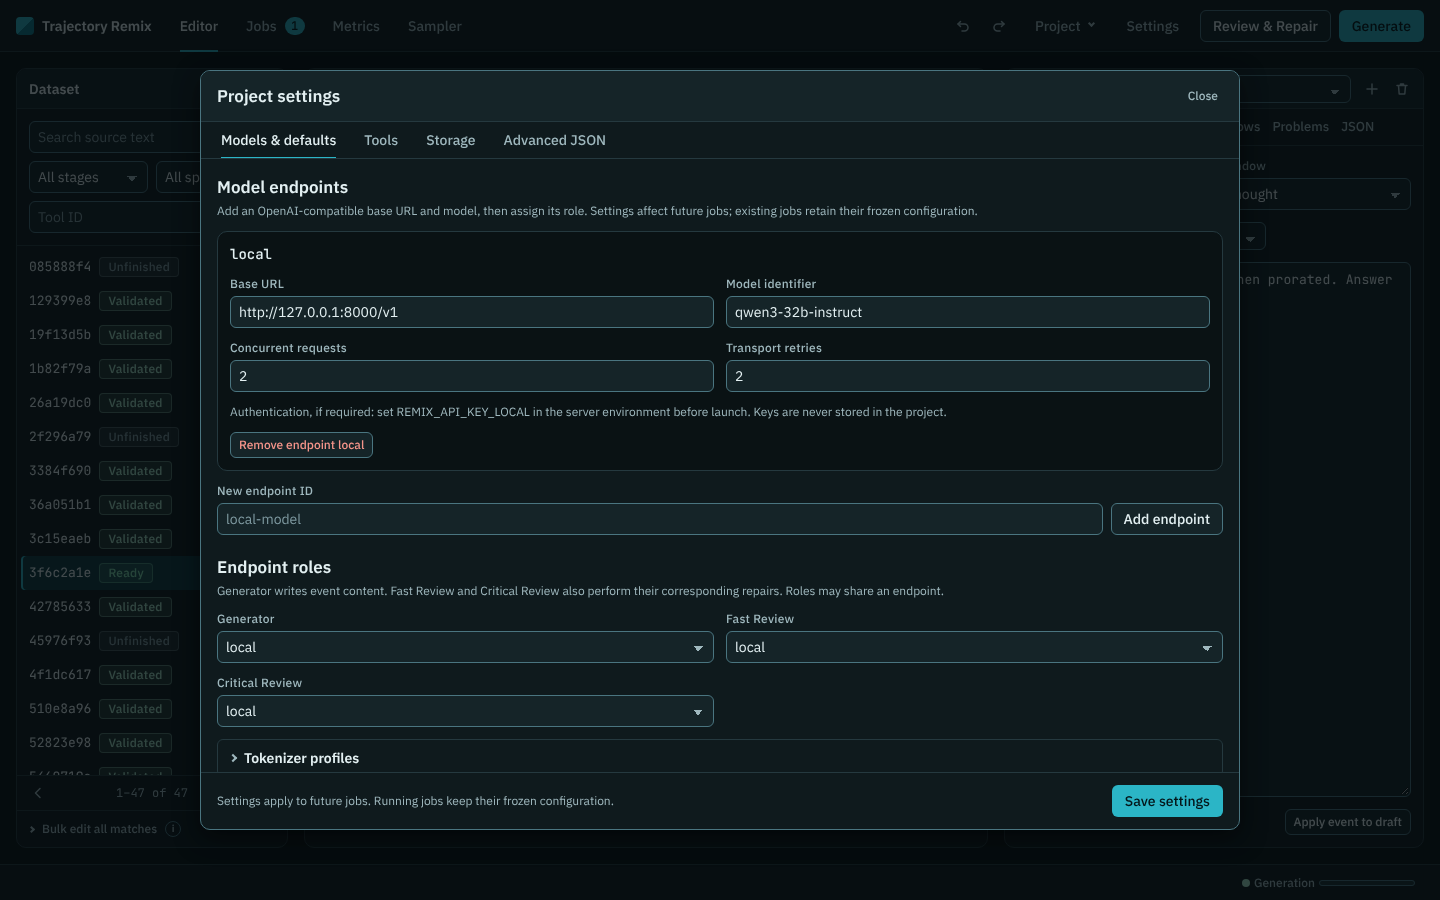 Trajectory Remix
Editor
Jobs 1
Metrics
Sampler
Project
Settings
Review & Repair
Generate
Dataset
Search source text
All stages
All sp
Tool ID
085888f4 Unfinished
129399e8 Validated
19f13d5b Validated
1b82f79a Validated
26a19dc0 Validated
2f296a79 Unfinished
3384f690 Validated
36a051b1 Validated
3c15eaeb Validated
3f6c2a1e Ready
42785633 Validated
45976f93 Unfinished
4f1dc617 Validated
510e8a96 Validated
52823e98 Validated
1–47 of 47
Bulk edit all matches
Project settings
Close
Models & defaults
Tools
Storage
Advanced JSON
Model endpoints
Add an OpenAI-compatible base URL and model, then assign its role. Settings affect future jobs; existing jobs retain their frozen configuration.
local
Base URL
Model identifier
http://127.0.0.1:8000/v1
qwen3-32b-instruct
Concurrent requests
Transport retries
2
2
Authentication, if required: set REMIX_API_KEY_LOCAL in the server environment before launch. Keys are never stored in the project.
Remove endpoint local
New endpoint ID
local-model
Add endpoint
Endpoint roles
Generator writes event content. Fast Review and Critical Review also perform their corresponding repairs. Roles may share an endpoint.
Generator
Fast Review
local
local
Critical Review
local
Tokenizer profiles
Settings apply to future jobs. Running jobs keep their frozen configuration.
Save settings
ows
Problems
JSON
dow
ought
hen prorated. Answer
Apply event to draft
Generation